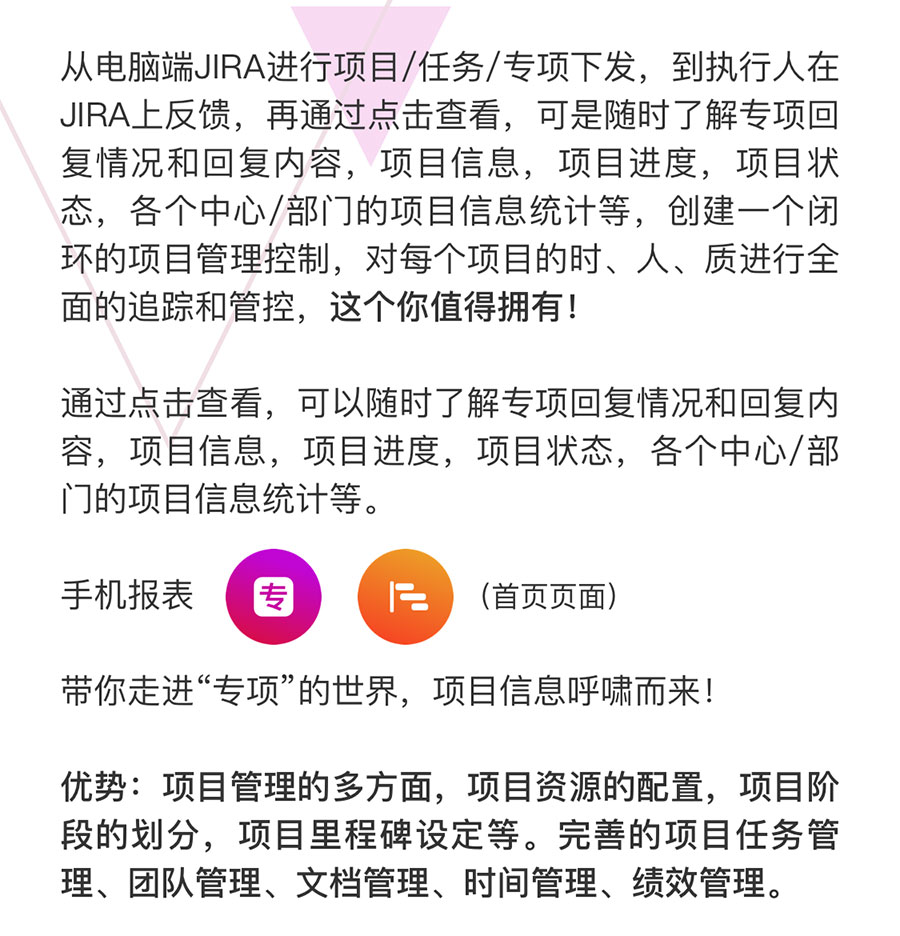 从电脑端JIRA进行项目/任务/专项下发，到执行人在
JIRA上反馈，再通过点击查看，可是随时了解专项回
复情况和回复内容，项目信息，项目进度，项目状
态，各个中心/部门的项目信息统计等，创建一个闭
环的项目管理控制，对每个项目的时、人、质进行全
面的追踪和管控，这个你值得拥有！
通过点击查看，可以随时了解专项回复情况和回复内
容，项目信息，项目进度，项目状态，各个中心/部
门的项目信息统计等。
手机报表 专 （首页页面）
带你走进“专项”的世界，项目信息呼啸而来！
优势：项目管理的多方面，项目资源的配置，项目阶
段的划分，项目里程碑设定等。完善的项目任务管
理、团队管理、文档管理、时间管理、绩效管理。